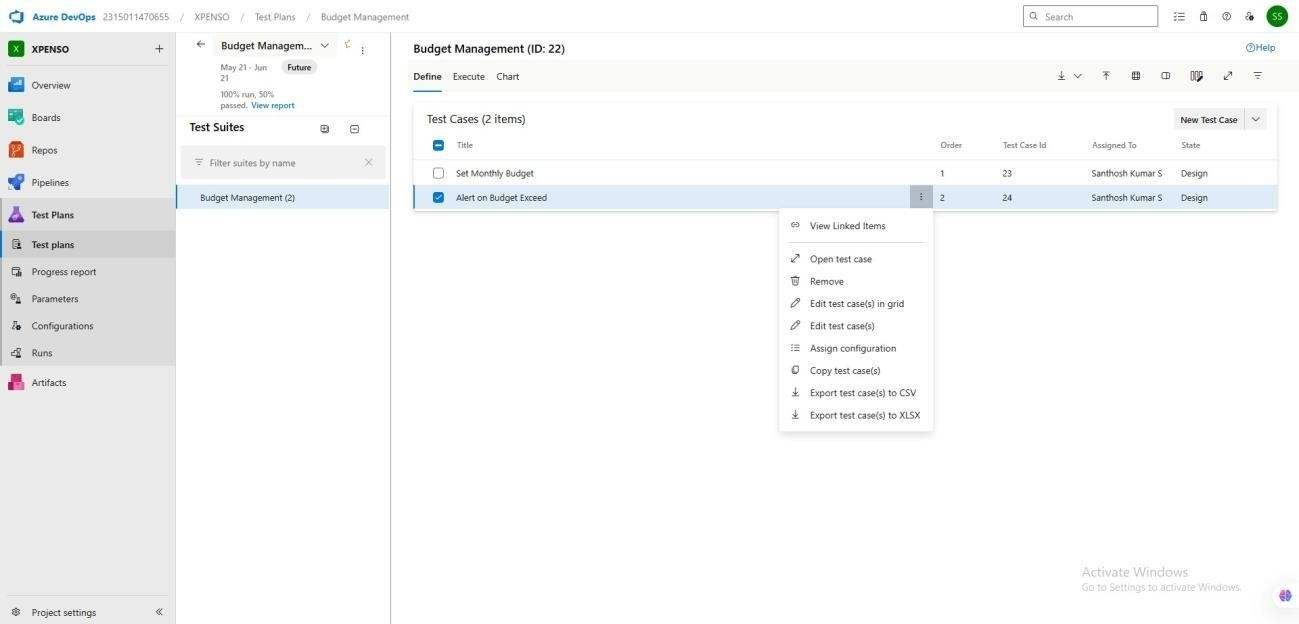 Azure DevOps 2315011470655 / XPENSO / Test Plans / Budget Management
Search
SS
X XPENSO
Overview
Boards
Repos
Pipelines
Test Plans
Test plans
Progress report
Parameters
Configurations
Runs
Artifacts
Project settings
Budget Managem...
May 21 - Jun
21
Future
100% run, 50%
passed. View report
Test Suites
Filter suites by name
Budget Management (2)
Budget Management (ID: 22)
Help
Define Execute Chart
Test Cases (2 items)
New Test Case
Title Order Test Case Id Assigned To State
Set Monthly Budget 1 23 Santhosh Kumar S Design
Alert on Budget Exceed 2 24 Santhosh Kumar S Design
View Linked Items
Open test case
Remove
Edit test case(s) in grid
Edit test case(s)
Assign configuration
Copy test case(s)
Export test case(s) to CSV
Export test case(s) to XLSX
Activate Windows
Go to Settings to activate Windows.